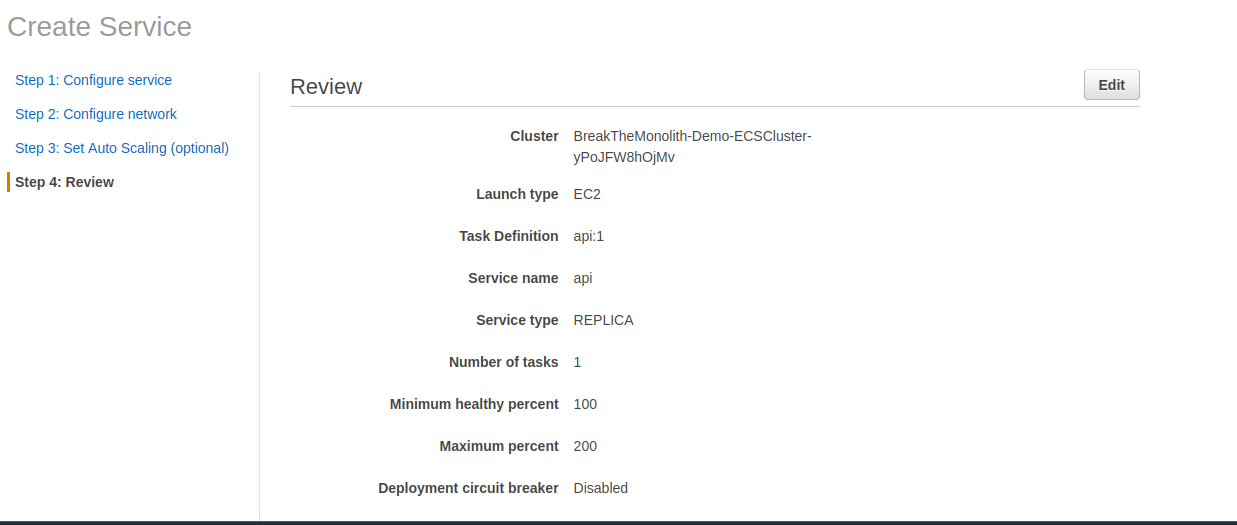 Create Service
Step 1: Configure service
Step 2: Configure network
Step 3: Set Auto Scaling (optional)
Step 4: Review
Review
Edit
Cluster BreakTheMonolith-Demo-ECSCluster-
yPoJFW8hOjMv
Launch type EC2
Task Definition api:1
Service name api
Service type REPLICA
Number of tasks 1
Minimum healthy percent 100
Maximum percent 200
Deployment circuit breaker Disabled